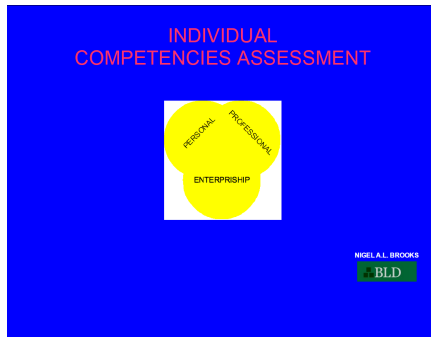 INDIVIDUAL
COMPETENCIES ASSESSMENT
PERSONAL
PROFESSIONAL
ENTERPRISHIP
NIGEL A.L. BROOKS
BLD